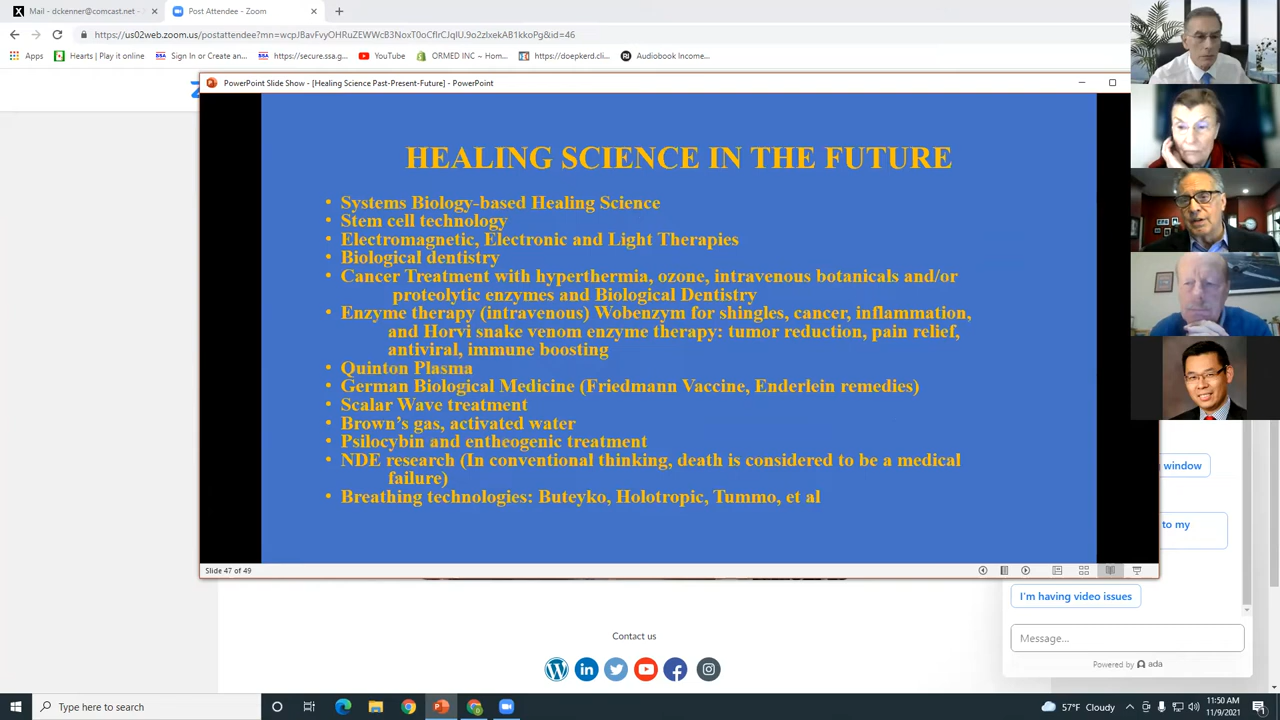 Mail - dckenner@comcast.net -
Post Attendee - Zoom
https://us02web.zoom.us/postattendee?mn=wcpJBavFvyOHRuZEWWcB3NoxT0cflrCJqIU.9o2zlxekAB1kkoPg&id=46
Apps
Hearts | Play it online
Sign In or Create an...
https://secure.ssa.g...
YouTube
ORMED INC ~ Hom...
https://doepkerd.cli...
Audiobook Income...
PowerPoint Slide Show - [Healing Science Past-Present-Future] - PowerPoint
HEALING SCIENCE IN THE FUTURE
• Systems Biology-based Healing Science
• Stem cell technology
• Electromagnetic, Electronic and Light Therapies
• Biological dentistry
• Cancer Treatment with hyperthermia, ozone, intravenous botanicals and/or
proteolytic enzymes and Biological Dentistry
• Enzyme therapy (intravenous) Wobenzym for shingles, cancer, inflammation,
and Horvi snake venom enzyme therapy: tumor reduction, pain relief,
antiviral, immune boosting
• Quinton Plasma
• German Biological Medicine (Friedmann Vaccine, Enderlein remedies)
• Scalar Wave treatment
• Brown's gas, activated water
• Psilocybin and entheogenic treatment
• NDE research (In conventional thinking, death is considered to be a medical
failure)
• Breathing technologies: Buteyko, Holotropic, Tummo, et al
Slide 47 of 49
window
to my
I'm having video issues
Message...
Powered by ada
Contact us
Type here to search
57°F Cloudy
11:50 AM
11/9/2021